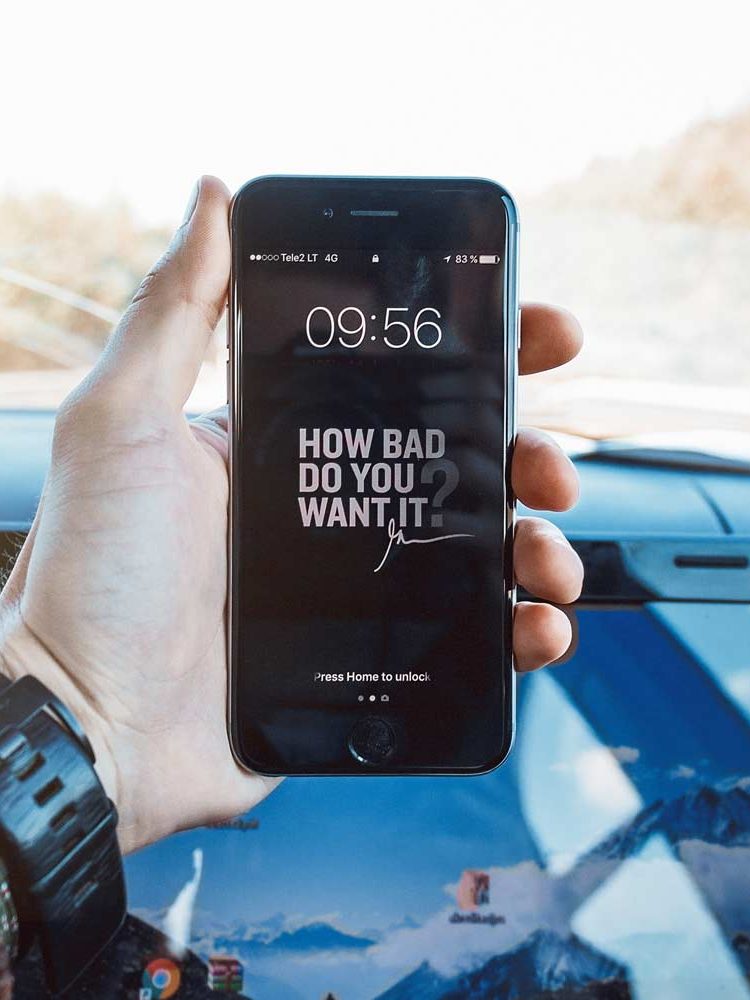 Tele2 LT 4G 83 %
09:56
HOW BAD
DO YOU
WANT IT?
Press Home to unlock